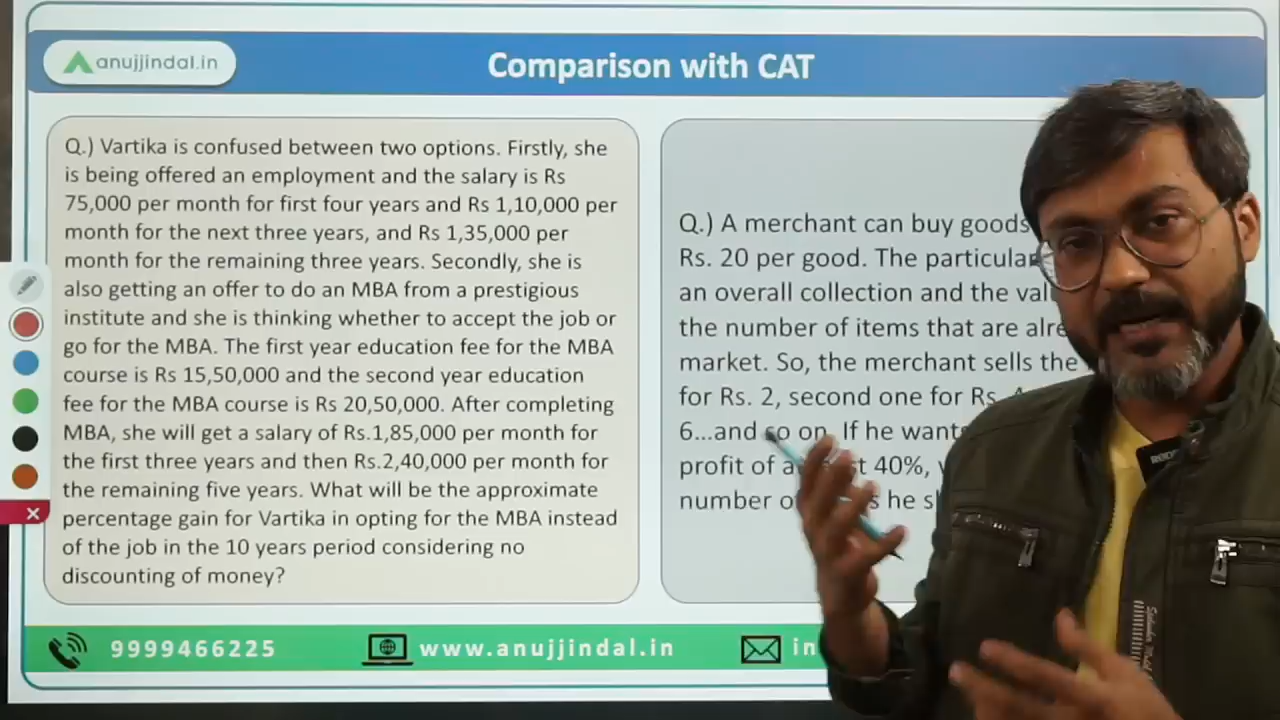 anujjindal.in
Comparison with CAT
Q.) Vartika is confused between two options. Firstly, she
is being offered an employment and the salary is Rs
75,000 per month for first four years and Rs 1,10,000 per
month for the next three years, and Rs 1,35,000 per
month for the remaining three years. Secondly, she is
also getting an offer to do an MBA from a prestigious
institute and she is thinking whether to accept the job or
go for the MBA. The first year education fee for the MBA
course is Rs 15,50,000 and the second year education
fee for the MBA course is Rs 20,50,000. After completing
MBA, she will get a salary of Rs.1,85,000 per month for
the first three years and then Rs.2,40,000 per month for
the remaining five years. What will be the approximate
percentage gain for Vartika in opting for the MBA instead
of the job in the 10 years period considering no
discounting of money?
Q.) A merchant can buy goods
Rs. 20 per good. The particular
an overall collection and the
the number of items that are
market. So, the merchant sells the
for Rs. 2, second one for Rs.
6...and so on. If he
profit of 40%,
number he
9999466225
www.anujjindal.in